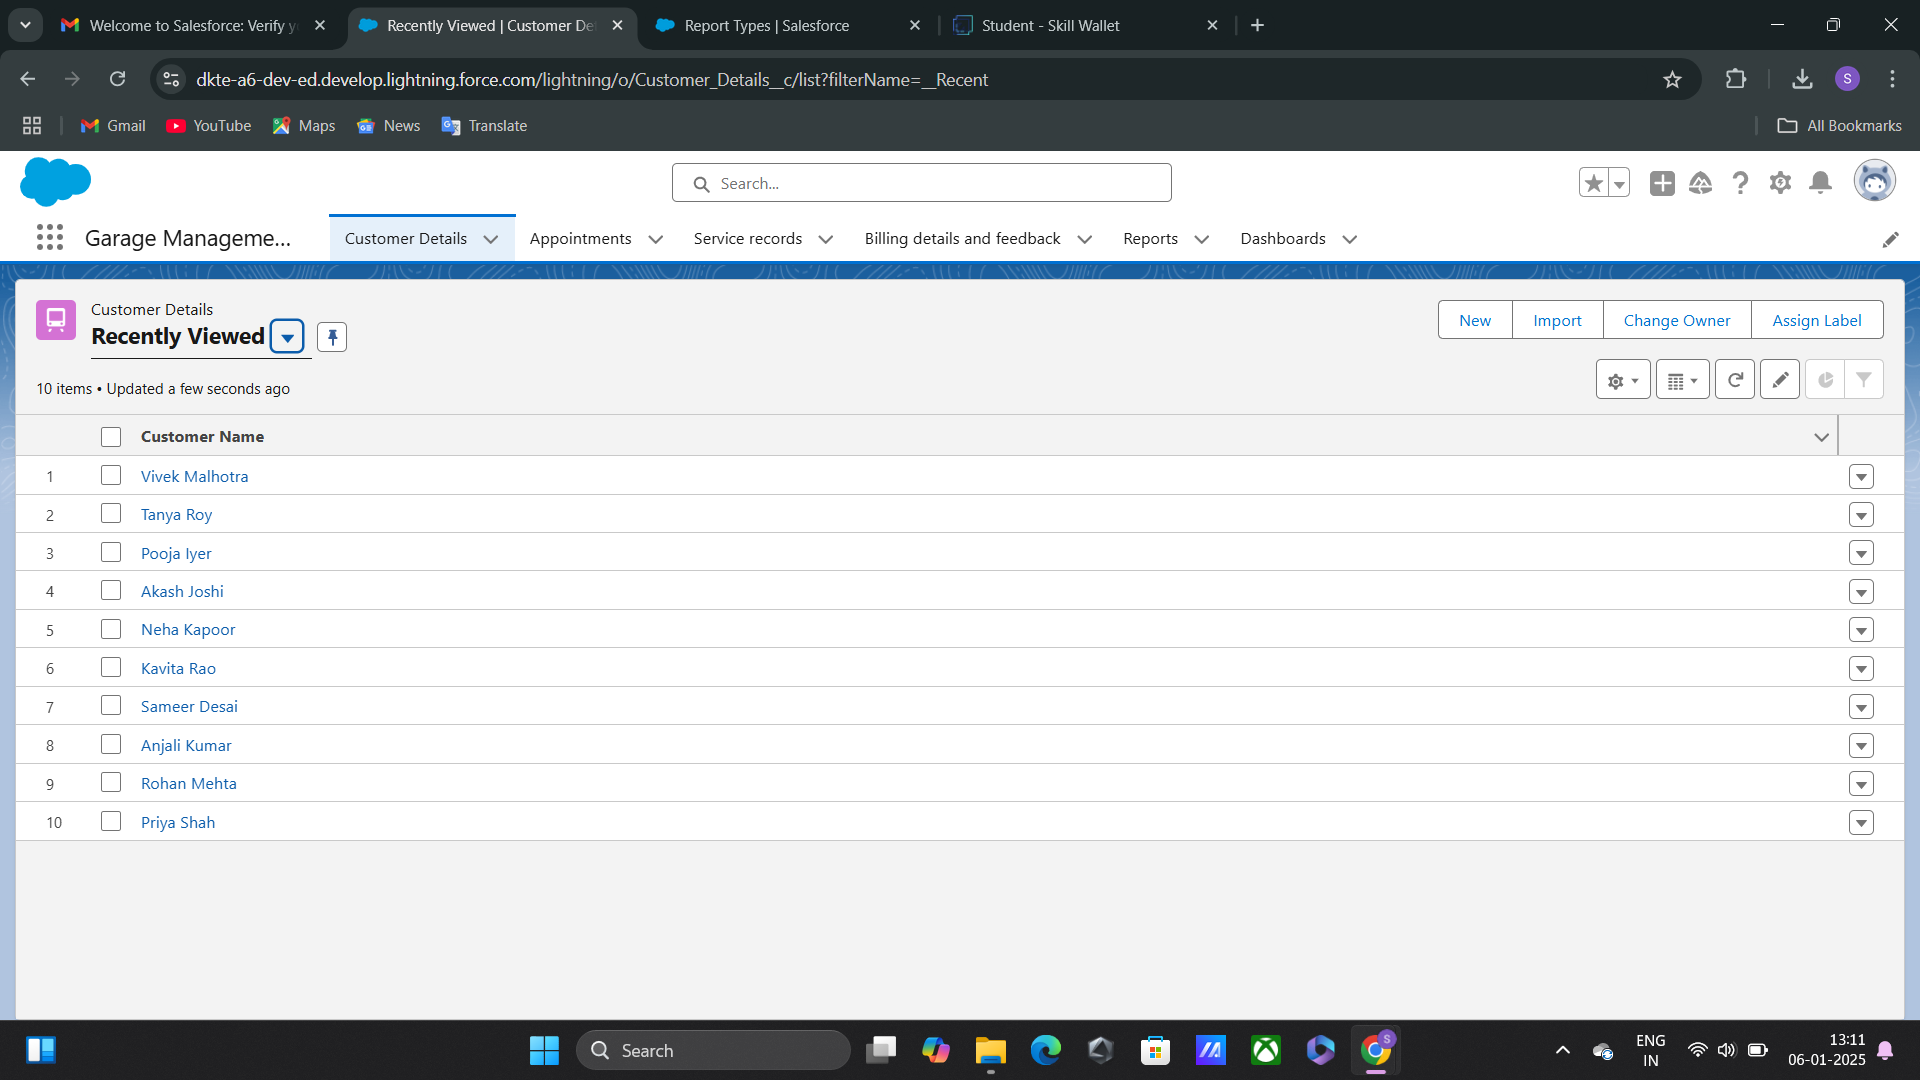 Welcome to Salesforce: Verify y
Recently Viewed | Customer De
Report Types | Salesforce
Student - Skill Wallet
dkte-a6-dev-ed.develop.lightning.force.com/lightning/o/Customer_Details__c/list?filterName=__Recent
S
Gmail
YouTube
Maps
News
Translate
All Bookmarks
Search...
Garage Manageme...
Customer Details
Appointments
Service records
Billing details and feedback
Reports
Dashboards
Customer Details
Recently Viewed
New
Import
Change Owner
Assign Label
10 items • Updated a few seconds ago
Customer Name
1 Vivek Malhotra
2 Tanya Roy
3 Pooja Iyer
4 Akash Joshi
5 Neha Kapoor
6 Kavita Rao
7 Sameer Desai
8 Anjali Kumar
9 Rohan Mehta
10 Priya Shah
Search
S
ENG
IN
13:11
06-01-2025